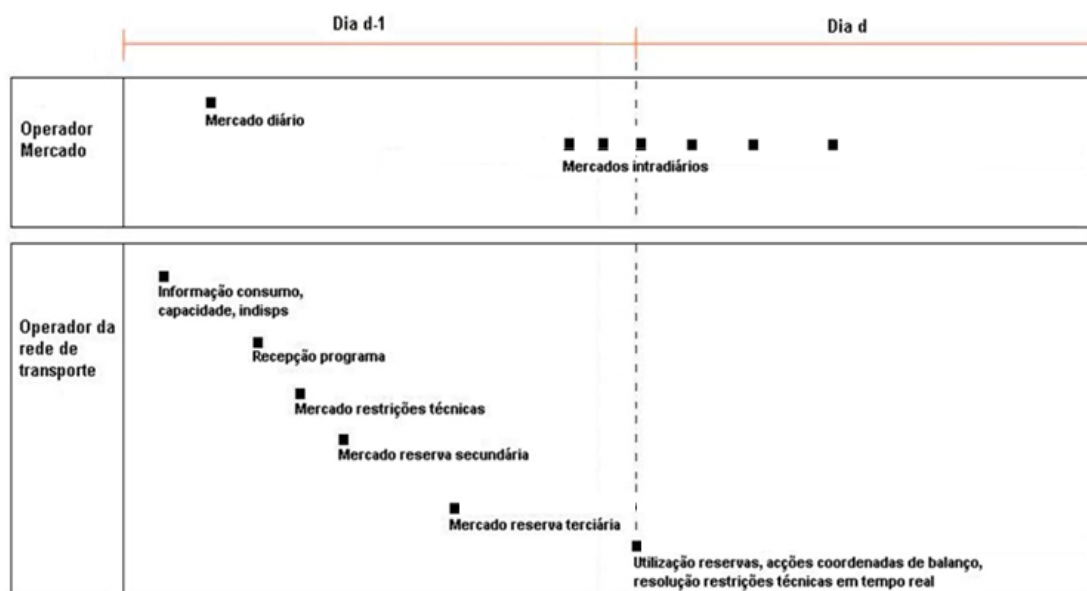 Dia d-1
Dia d
Operador
Mercado
Mercado diário
Mercados intradiários
Operador da
rede de
transporte
Informação consumo,
capacidade, indisps
Recepção programa
Mercado restrições técnicas
Mercado reserva secundária
Mercado reserva terciária
Utilização reservas, acções coordenadas de balanço,
resolução restrições técnicas em tempo real